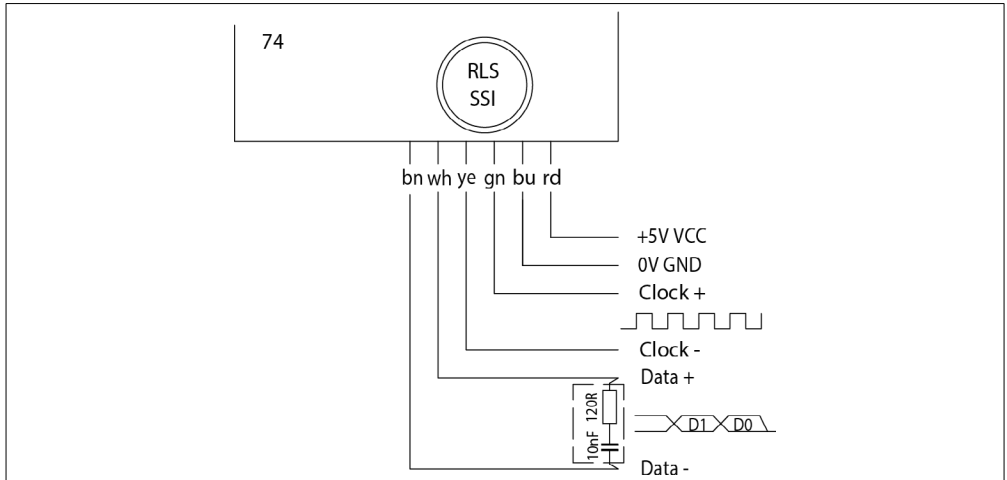 74
RLS
SSI
bn wh ye gn bu rd
+5V VCC
0V GND
Clock +
Clock -
Data +
120R
10nF
D1 D0
Data -